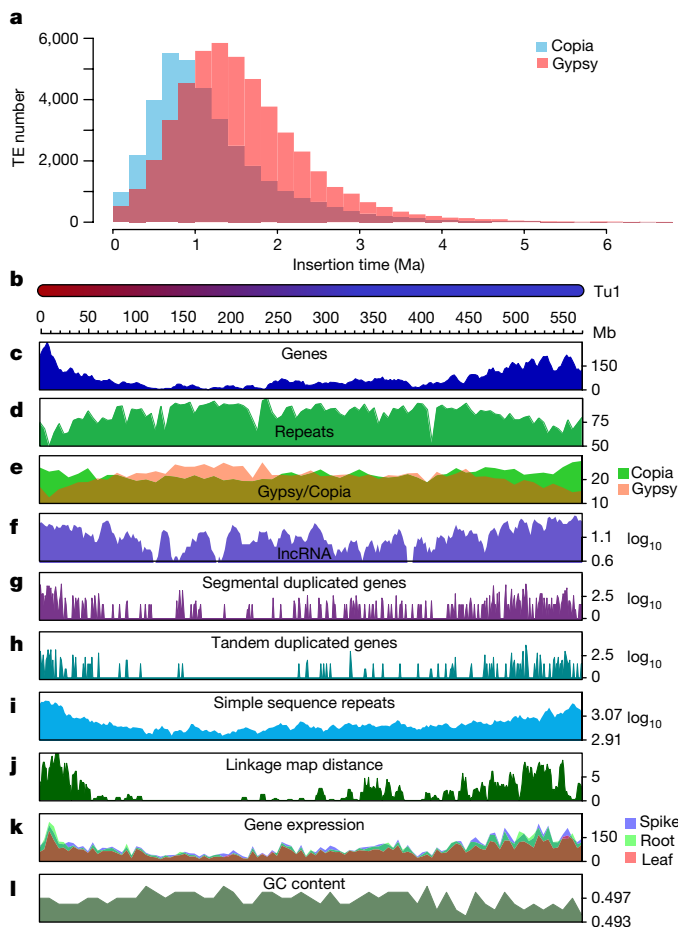 a
6,000
4,000
2,000
0
TE number
Copia
Gypsy
0 1 2 3 4 5 6
Insertion time (Ma)
b
Tu1
0 50 100 150 200 250 300 350 400 450 500 550
Mb
c
Genes
150
0
d
Repeats
75
50
e
Gypsy/Copia
20
10
Copia
Gypsy
f
lncRNA
1.1
0.6
log10
g
Segmental duplicated genes
2.5
0
log10
h
Tandem duplicated genes
2.5
0
log10
i
Simple sequence repeats
3.07
2.91
log10
j
Linkage map distance
5
0
k
Gene expression
150
0
Spike
Root
Leaf
l
GC content
0.497
0.493